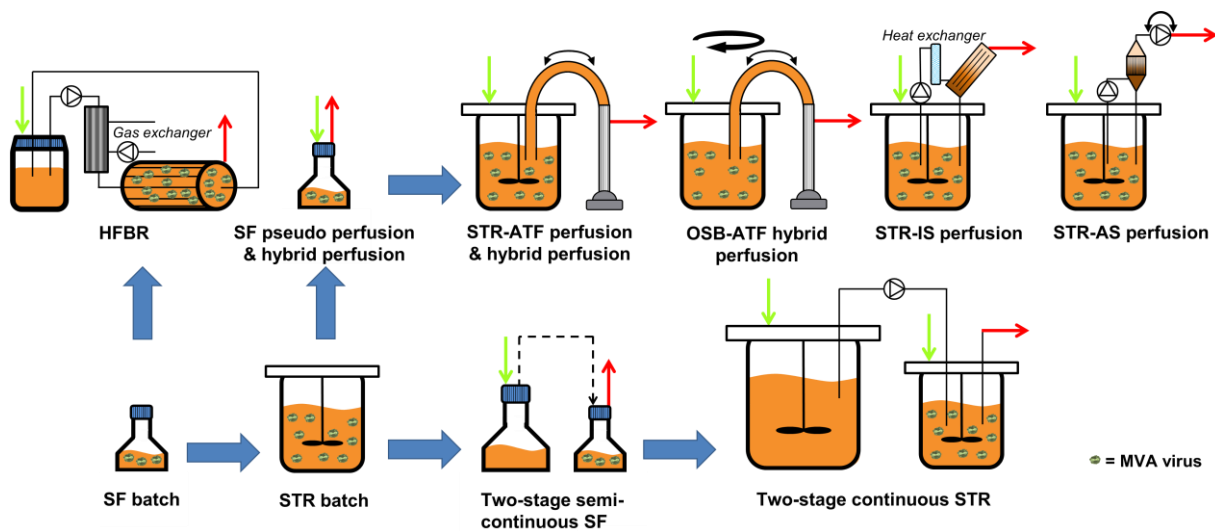 Heat exchanger
Gas exchanger
HFBR
SF pseudo perfusion
& hybrid perfusion
STR-ATF perfusion
& hybrid perfusion
OSB-ATF hybrid
perfusion
STR-IS perfusion
STR-AS perfusion
SF batch
STR batch
Two-stage semi-
continuous SF
Two-stage continuous STR
= MVA virus